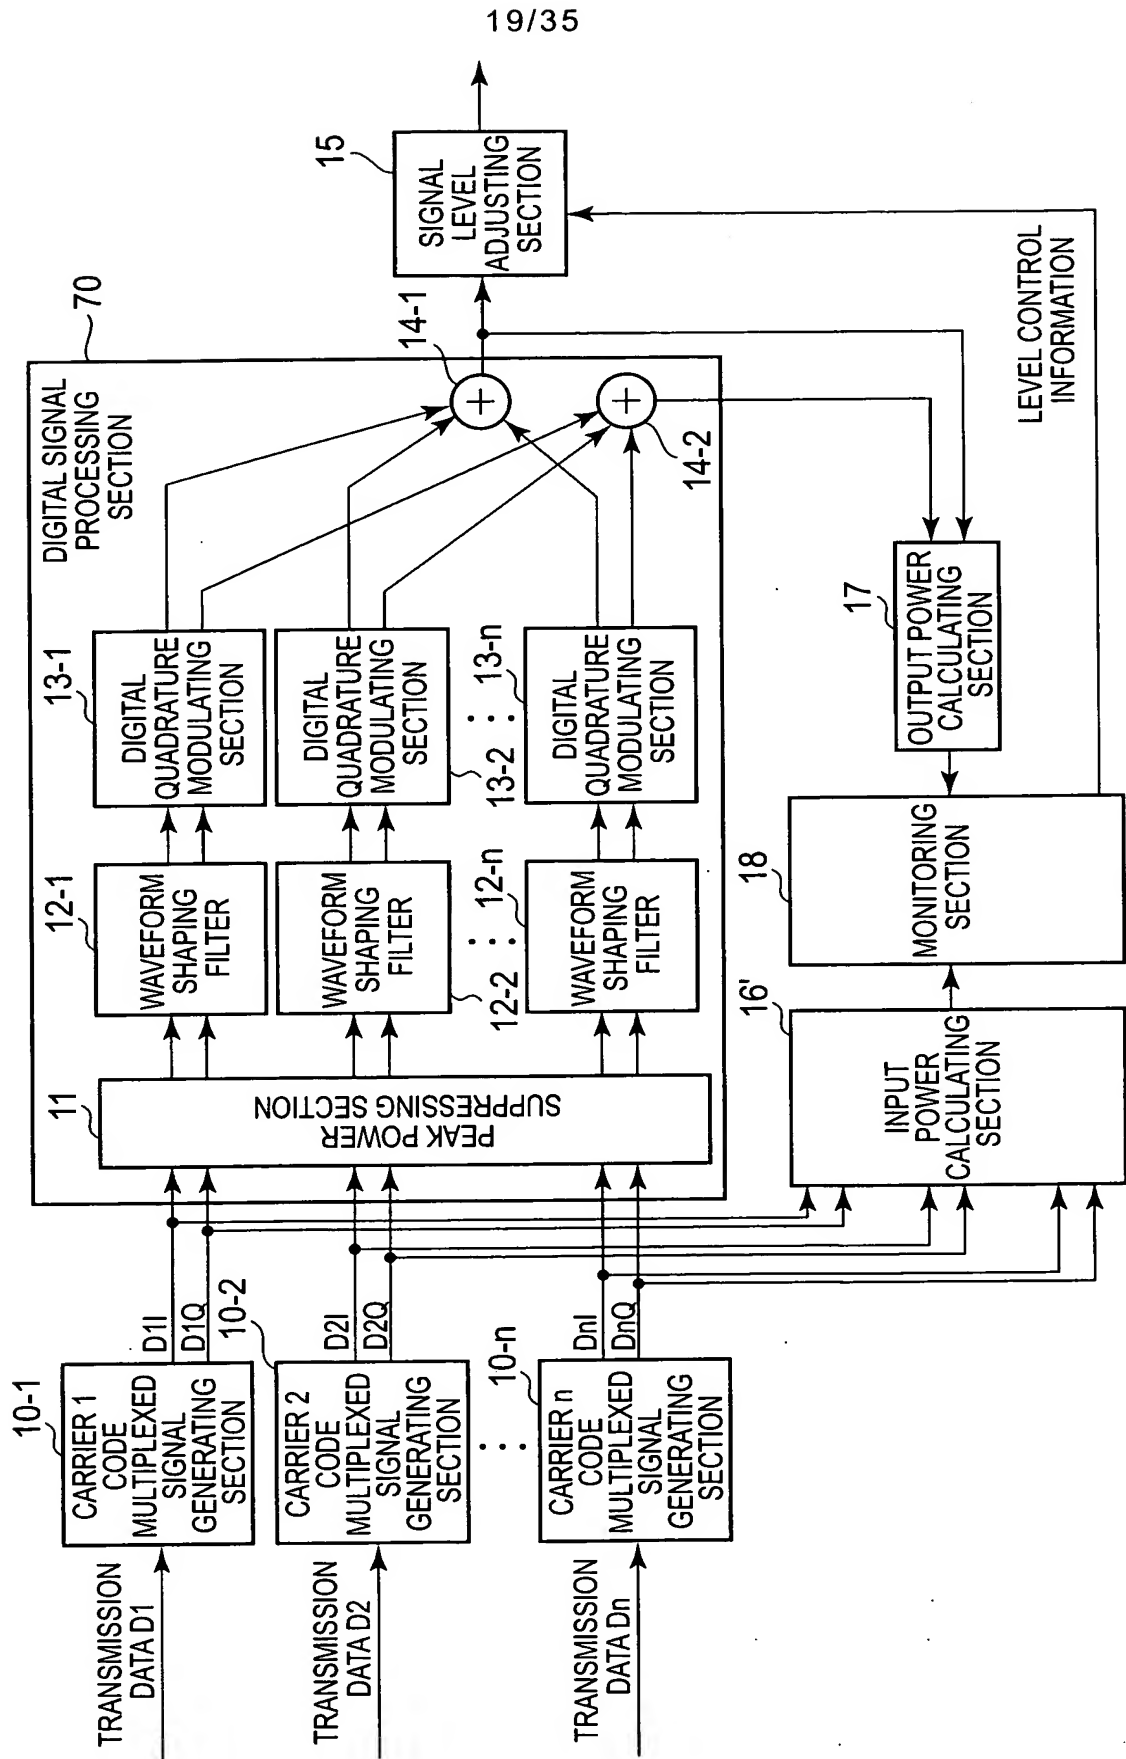 19/35
TRANSMISSION
DATA D1
TRANSMISSION
DATA D2
TRANSMISSION
DATA Dn
10-1
CARRIER 1
CODE
MULTIPLEXED
SIGNAL
GENERATING
SECTION
10-2
CARRIER 2
CODE
MULTIPLEXED
SIGNAL
GENERATING
SECTION
10-n
CARRIER n
CODE
MULTIPLEXED
SIGNAL
GENERATING
SECTION
D1I
D1Q
D2I
D2Q
DnI
DnQ
70
DIGITAL SIGNAL
PROCESSING
SECTION
11
PEAK POWER
SUPPRESSING SECTION
12-1
WAVEFORM
SHAPING
FILTER
12-2
WAVEFORM
SHAPING
FILTER
12-n
WAVEFORM
SHAPING
FILTER
13-1
DIGITAL
QUADRATURE
MODULATING
SECTION
13-2
DIGITAL
QUADRATURE
MODULATING
SECTION
13-n
DIGITAL
QUADRATURE
MODULATING
SECTION
14-1
+
14-2
+
15
SIGNAL
LEVEL
ADJUSTING
SECTION
16'
INPUT
POWER
CALCULATING
SECTION
18
MONITORING
SECTION
17
OUTPUT POWER
CALCULATING
SECTION
LEVEL CONTROL
INFORMATION